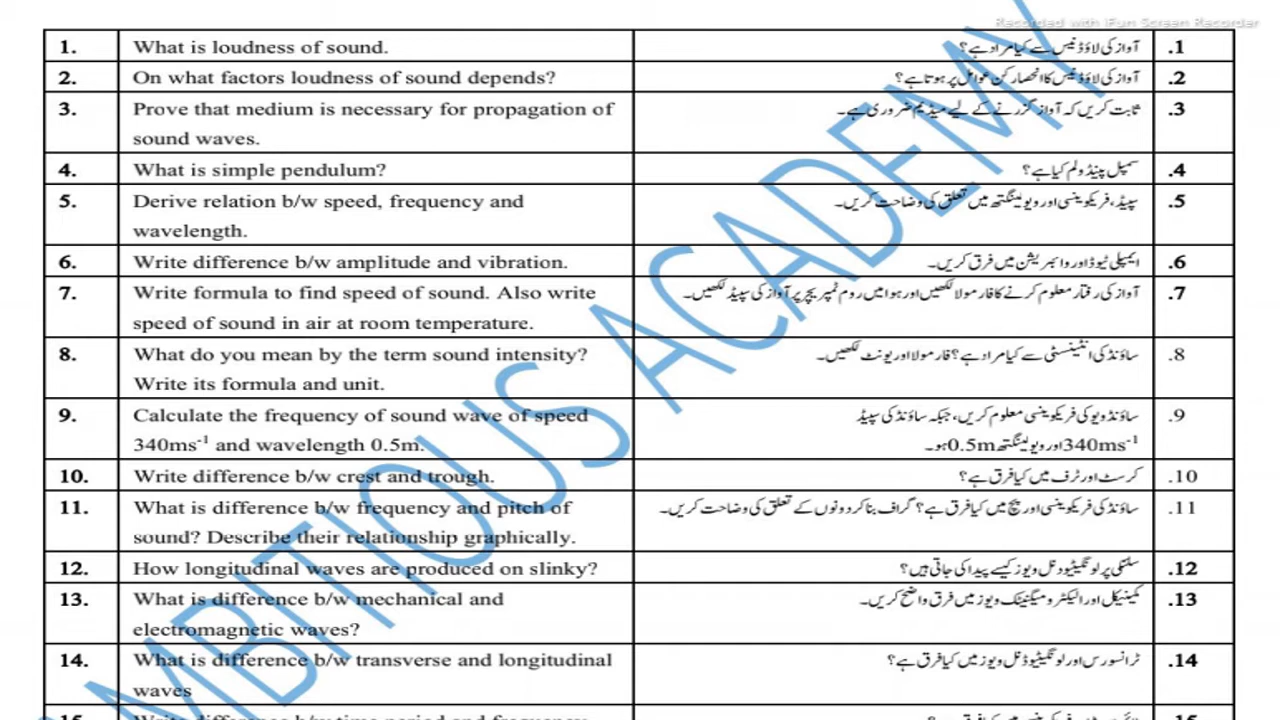 Recorded with iFun Screen Recorder
1. What is loudness of sound. آواز کی لاؤڈنیس سے کیا مراد ہے؟ .1
2. On what factors loudness of sound depends? آواز کی لاؤڈنیس کا انحصار کن عوامل پر ہوتا ہے؟ .2
3. Prove that medium is necessary for propagation of ثابت کریں کہ آواز گزرنے کے لیے میڈیم ضروری ہے۔ .3
sound waves.
4. What is simple pendulum? سمپل پینڈولم کیا ہے؟ .4
5. Derive relation b/w speed, frequency and سپیڈ، فریکوئنسی اور ویولینگتھ میں تعلق کی وضاحت کریں۔ .5
wavelength.
6. Write difference b/w amplitude and vibration. ایمپلی ٹیوڈ اور وائبریشن میں فرق کریں۔ .6
7. Write formula to find speed of sound. Also write آواز کی رفتار معلوم کرنے کا فارمولا لکھیں اور ہوا میں روم ٹمپریچر پر آواز کی سپیڈ لکھیں۔ .7
speed of sound in air at room temperature.
8. What do you mean by the term sound intensity? ساؤنڈ کی انٹینسٹی سے کیا مراد ہے؟ فارمولا اور یونٹ لکھیں۔ .8
Write its formula and unit.
9. Calculate the frequency of sound wave of speed ساؤنڈ ویو کی فریکوئنسی معلوم کریں، جبکہ ساؤنڈ کی سپیڈ .9
340ms⁻¹ and wavelength 0.5m. 340ms⁻¹ اور ویولینگتھ 0.5m ہو۔
10. Write difference b/w crest and trough. کرسٹ اور ٹرف میں کیا فرق ہے؟ .10
11. What is difference b/w frequency and pitch of ساؤنڈ کی فریکوئنسی اور پچ میں کیا فرق ہے؟ گراف بنا کر دونوں کے تعلق کی وضاحت کریں۔ .11
sound? Describe their relationship graphically.
12. How longitudinal waves are produced on slinky? سلنکی پر لونگیٹیوڈنل ویوز کیسے پیدا کی جاتی ہیں؟ .12
13. What is difference b/w mechanical and مکینیکل اور الیکٹرومیگنیٹک ویوز میں فرق واضح کریں۔ .13
electromagnetic waves?
14. What is difference b/w transverse and longitudinal ٹرانسورس اور لونگیٹیوڈنل ویوز میں کیا فرق ہے؟ .14
waves
15. Write difference b/w time period and frequency .15
AMBITIOUS ACADEMY